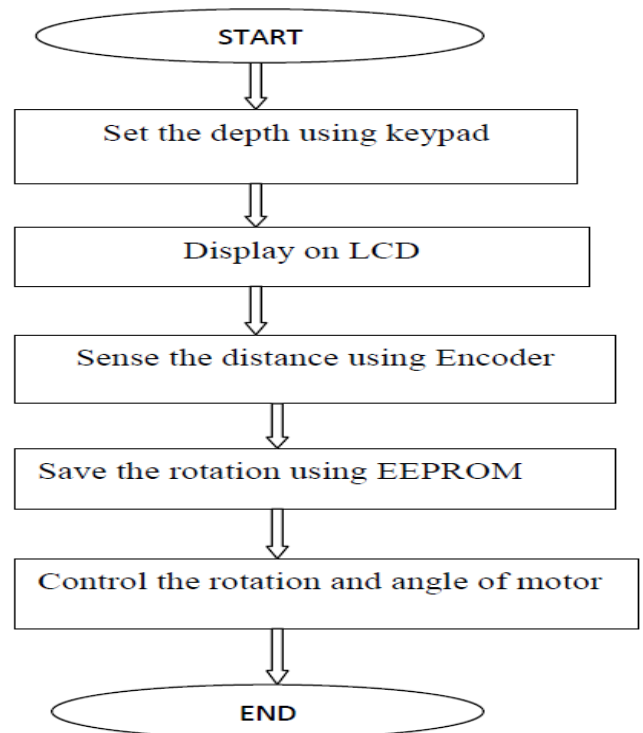 START
Set the depth using keypad
Display on LCD
Sense the distance using Encoder
Save the rotation using EEPROM
Control the rotation and angle of motor
END